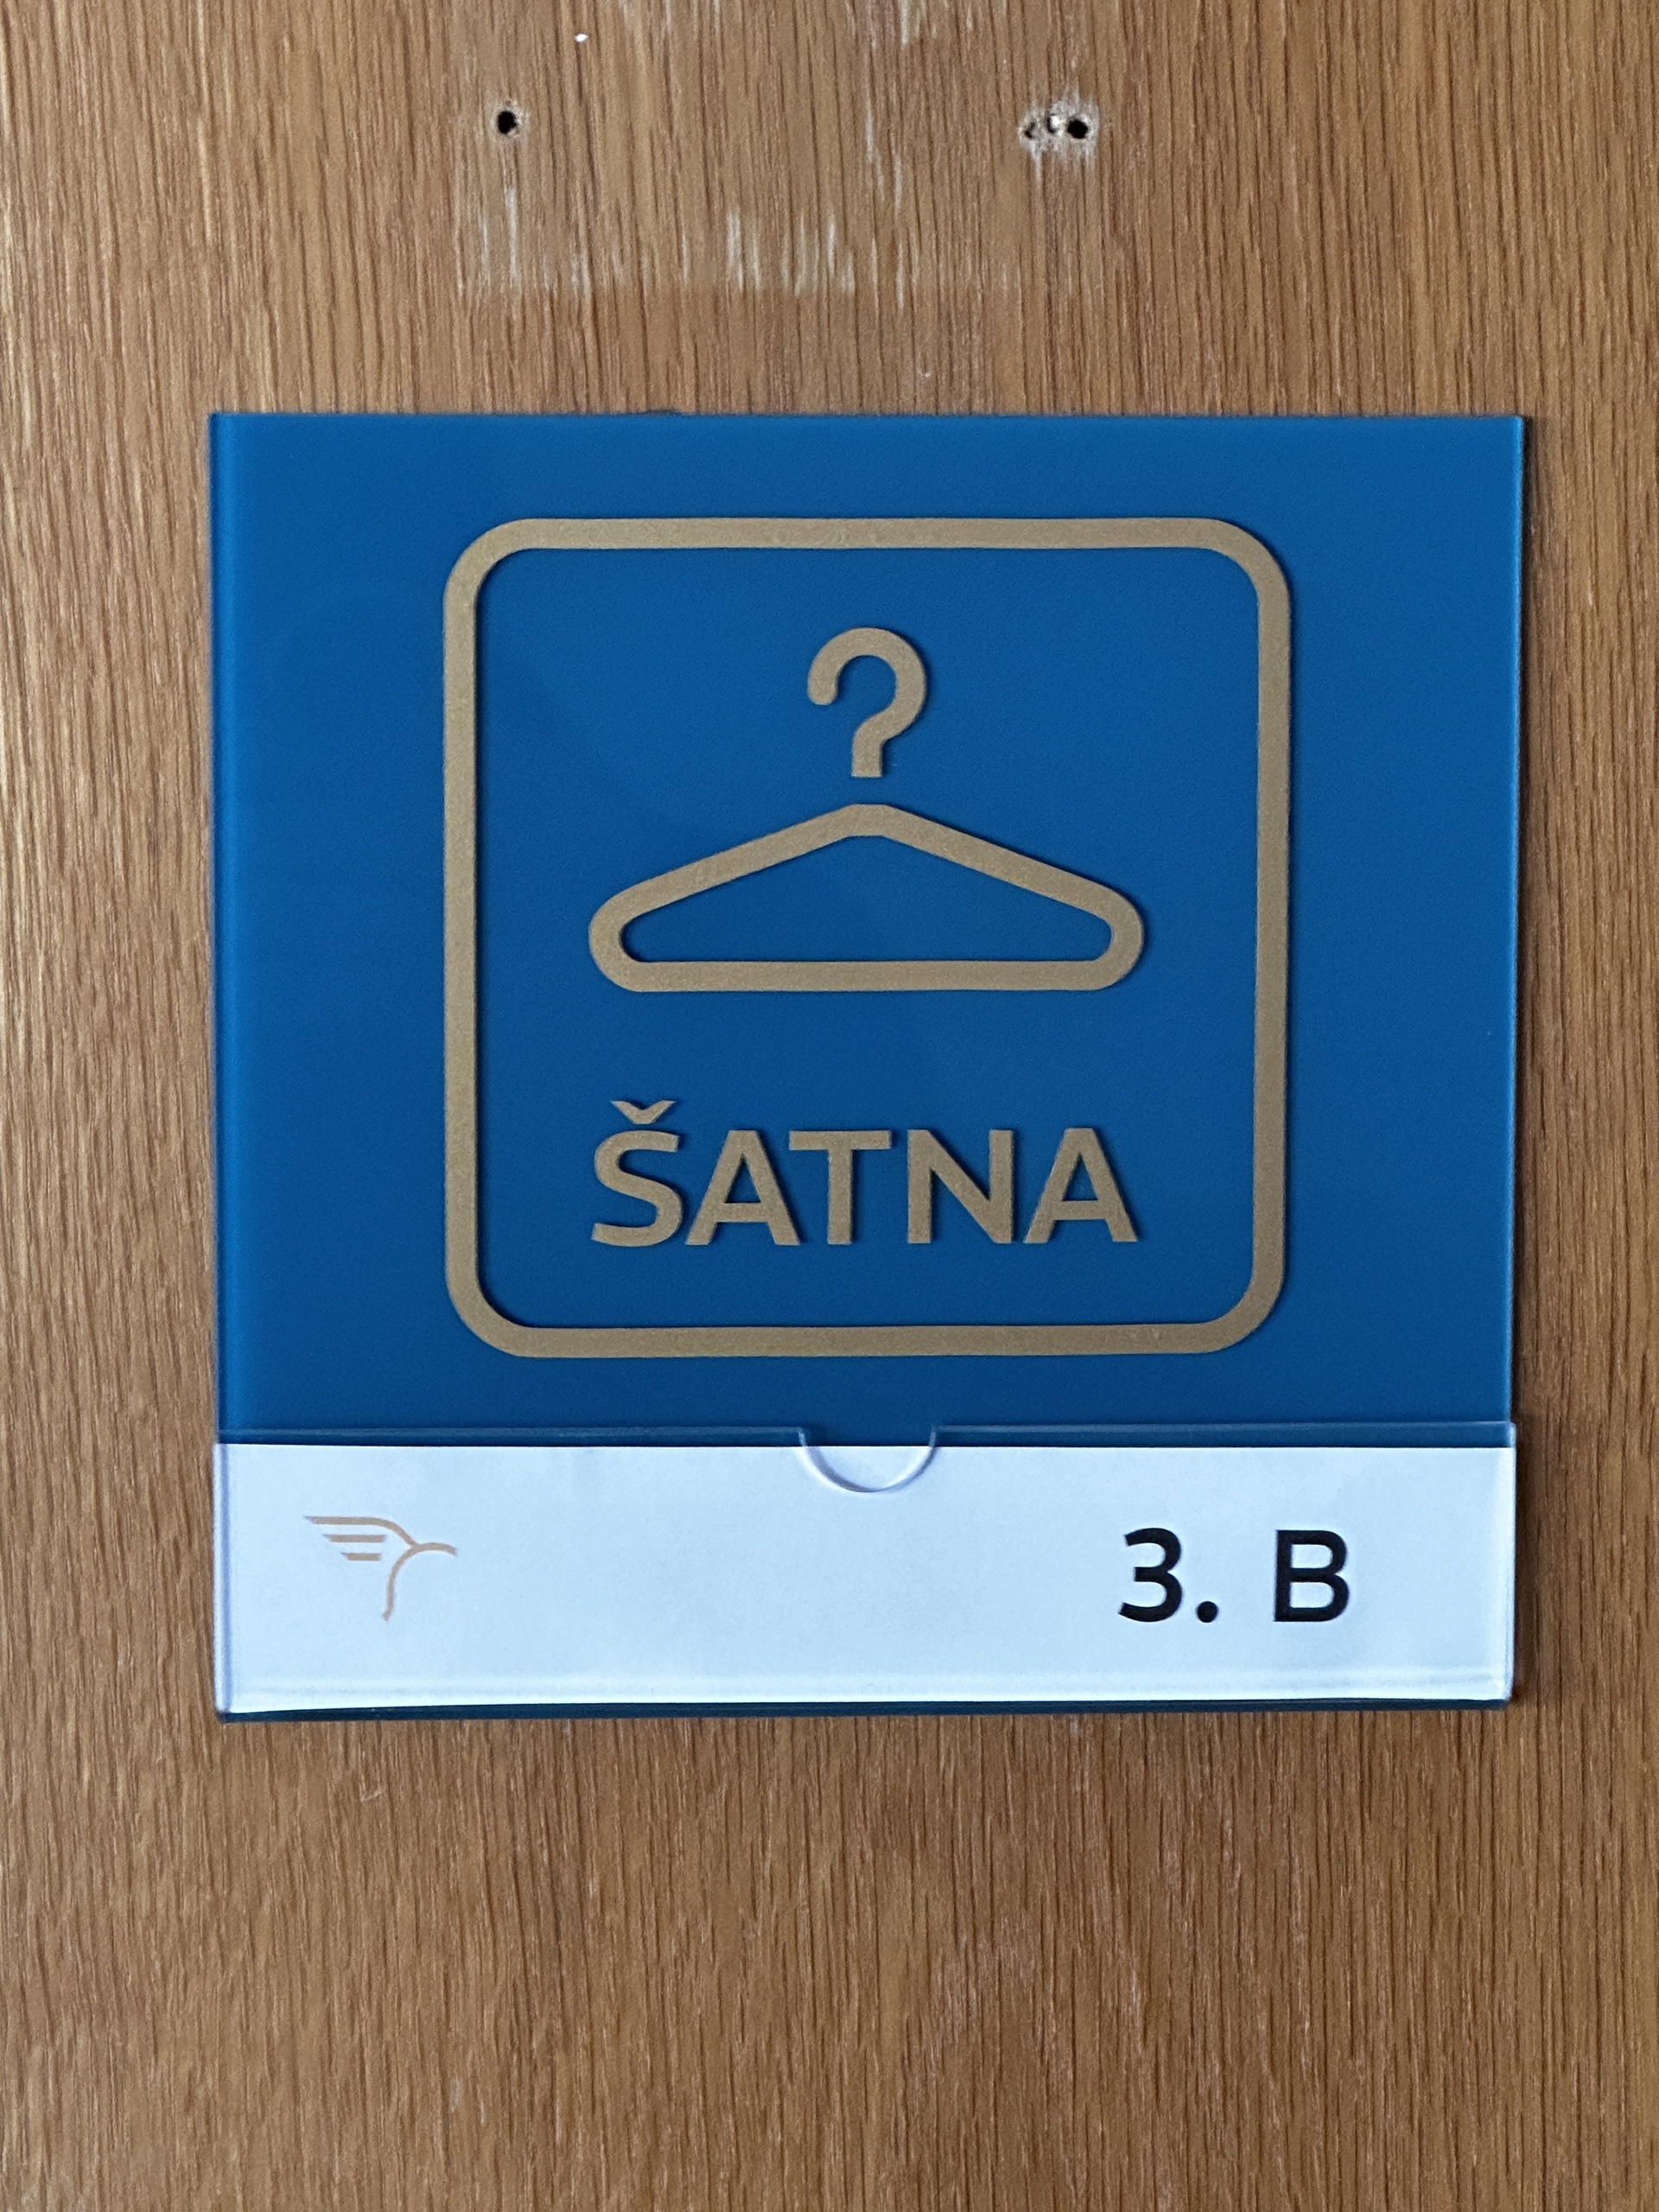 ŠATNA
3. B